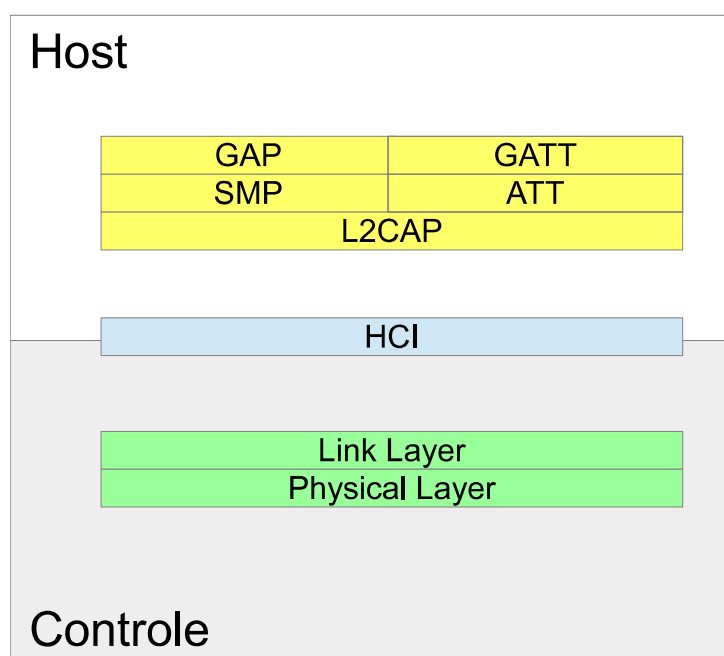 Host
GAP GATT
SMP ATT
L2CAP
HCI
Link Layer
Physical Layer
Controle